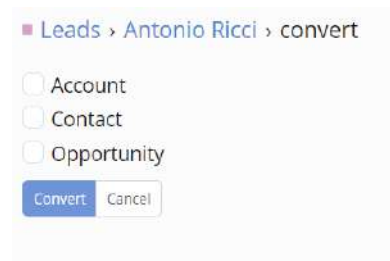 Leads › Antonio Ricci › convert
Account
Contact
Opportunity
Convert Cancel